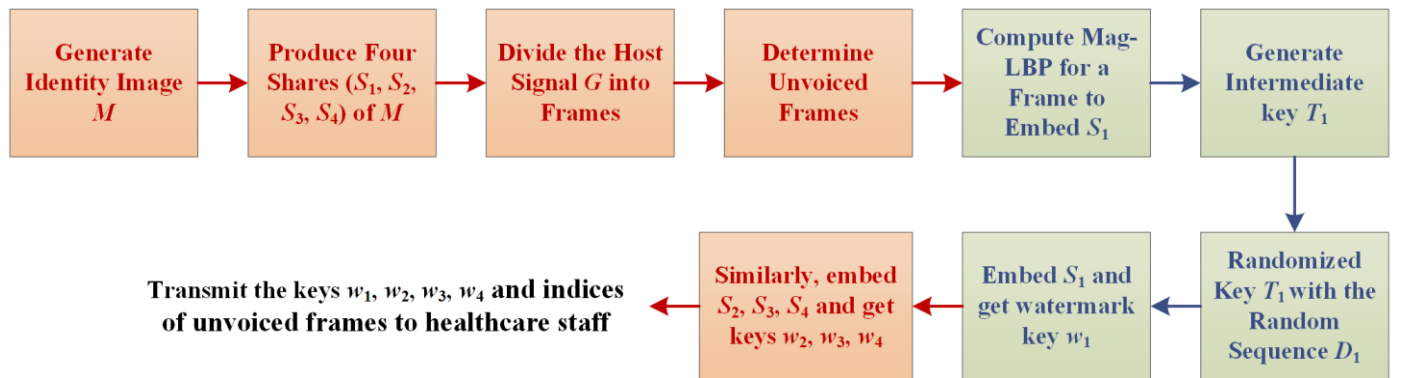 Generate
Identity Image
M
Produce Four
Shares (S₁, S₂,
S₃, S₄) of M
Divide the Host
Signal G into
Frames
Determine
Unvoiced
Frames
Compute Mag-
LBP for a
Frame to
Embed S₁
Generate
Intermediate
key T₁
Randomized
Key T₁ with the
Random
Sequence D₁
Embed S₁ and
get watermark
key w₁
Similarly, embed
S₂, S₃, S₄ and get
keys w₂, w₃, w₄
Transmit the keys w₁, w₂, w₃, w₄ and indices
of unvoiced frames to healthcare staff